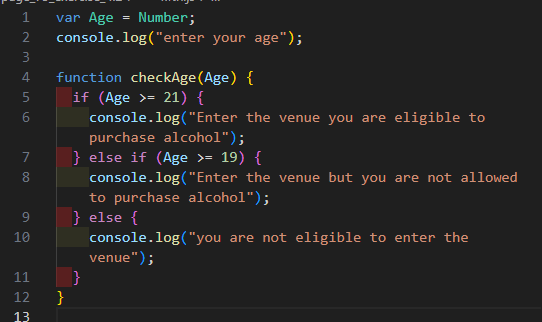 1 var Age = Number;
2 console.log("enter your age");
3
4 function checkAge(Age) {
5 if (Age >= 21) {
6 console.log("Enter the venue you are eligible to
purchase alcohol");
7 } else if (Age >= 19) {
8 console.log("Enter the venue but you are not allowed
to purchase alcohol");
9 } else {
10 console.log("you are not eligible to enter the
venue");
11 }
12 }
13